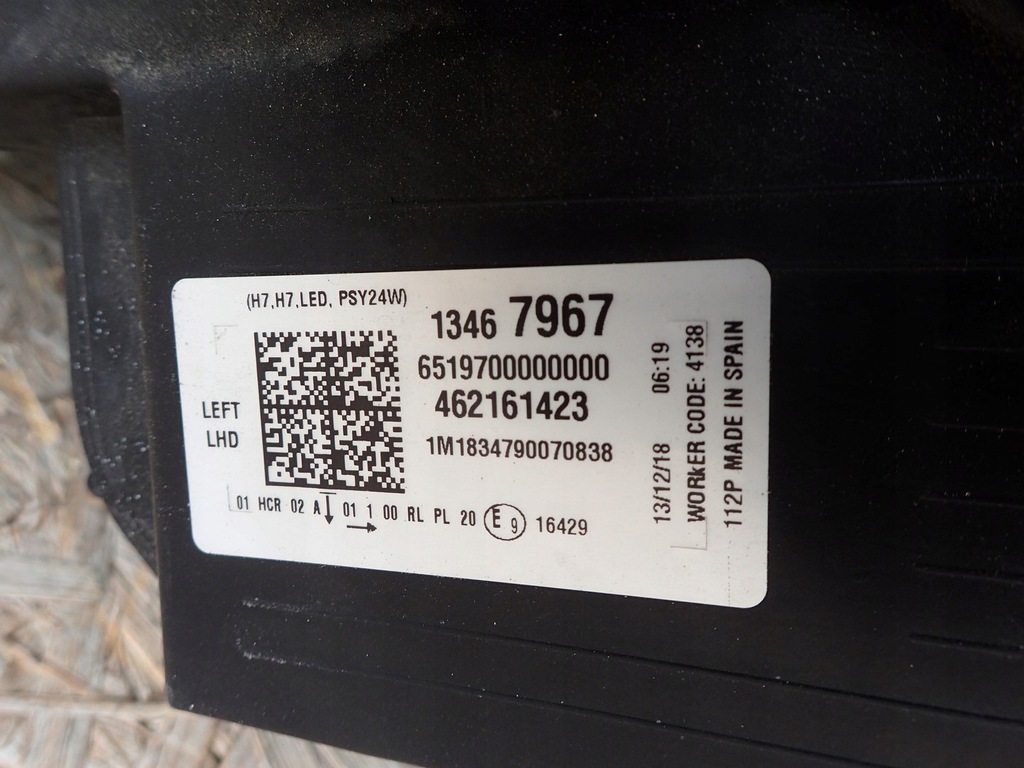 (H7,H7,LED, PSY24W)
1346 7967
6519700000000
462161423
1M1834790070838
LEFT
LHD
01 HCR 02 A 01 1 00 RL PL 20 E9 16429
13/12/18 06:19
WORKER CODE: 4138
112P MADE IN SPAIN